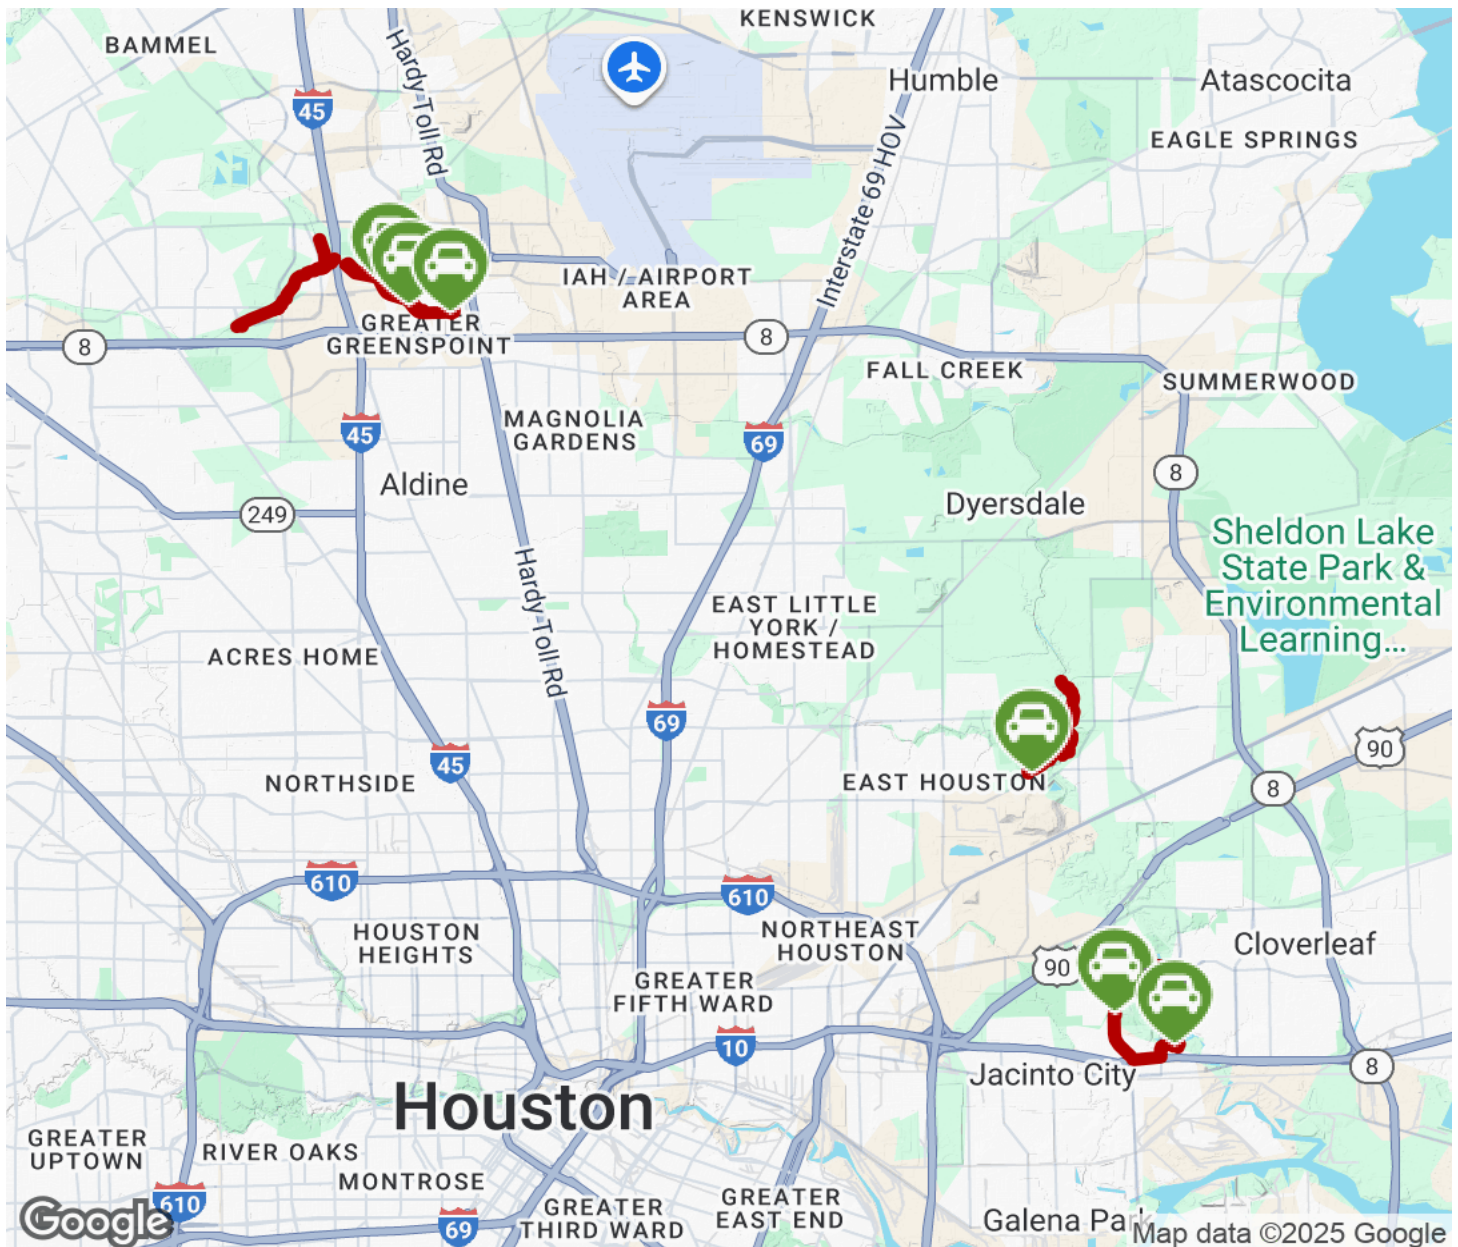 KENSWICK
BAMMEL
Hardy Toll Rd
Humble
Atascocita
45
EAGLE SPRINGS
Interstate 69 HOV
IAH / AIRPORT
AREA
GREATER
GREENSPOINT
8
8
FALL CREEK
SUMMERWOOD
MAGNOLIA
GARDENS
45
69
Aldine
8
Dyersdale
249
Sheldon Lake
State Park &
Environmental
Learning...
Hardy Toll Rd
EAST LITTLE
YORK /
HOMESTEAD
ACRES HOME
69
90
45
NORTHSIDE
EAST HOUSTON
8
610
610
HOUSTON
HEIGHTS
NORTHEAST
HOUSTON
Cloverleaf
90
GREATER
FIFTH WARD
10
Jacinto City
8
Houston
GREATER
UPTOWN
RIVER OAKS
MONTROSE
610
GREATER
THIRD WARD
GREATER
EAST END
69
Galena Park
Google
Map data ©2025 Google